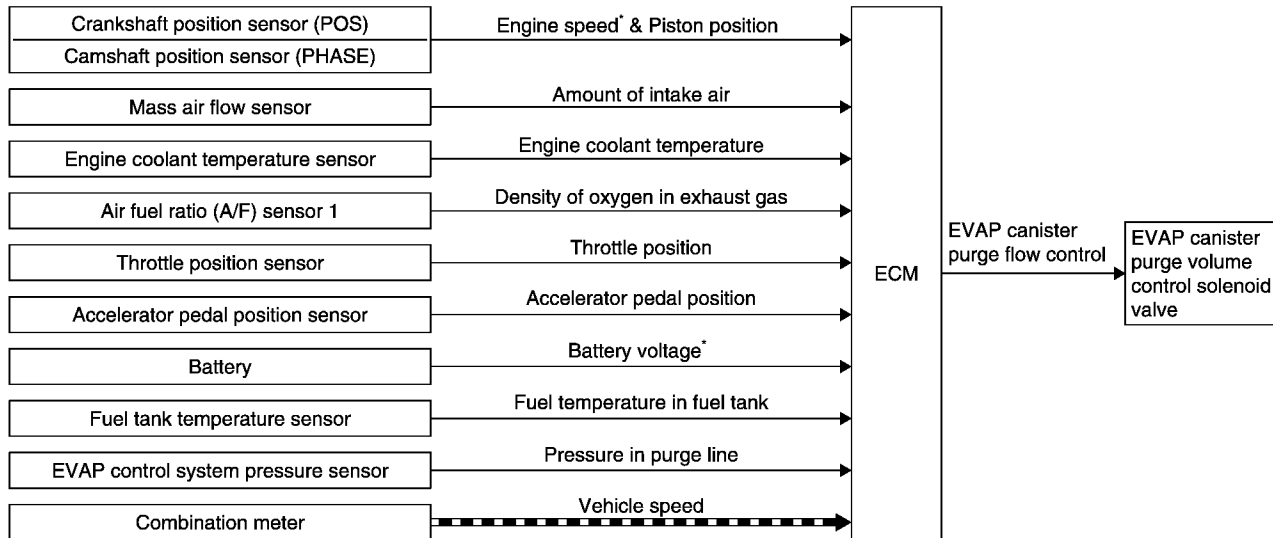 Crankshaft position sensor (POS)
Engine speed* & Piston position
Camshaft position sensor (PHASE)
Mass air flow sensor
Amount of intake air
Engine coolant temperature sensor
Engine coolant temperature
Air fuel ratio (A/F) sensor 1
Density of oxygen in exhaust gas
Throttle position sensor
Throttle position
Accelerator pedal position sensor
Accelerator pedal position
Battery
Battery voltage*
Fuel tank temperature sensor
Fuel temperature in fuel tank
EVAP control system pressure sensor
Pressure in purge line
Combination meter
Vehicle speed
ECM
EVAP canister
purge flow control
EVAP canister
purge volume
control solenoid
valve